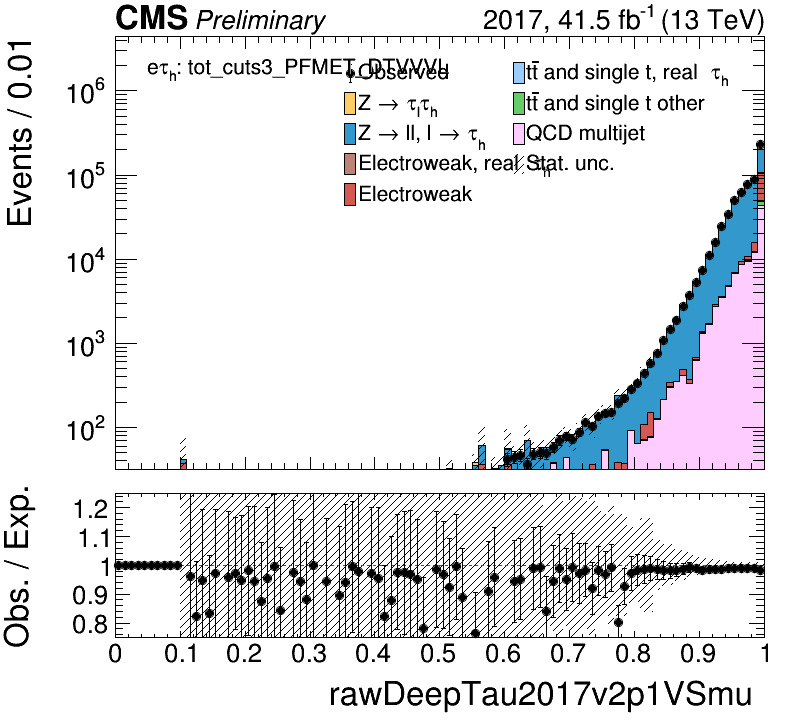 CMS Preliminary 2017, 41.5 fb⁻¹ (13 TeV)
eτh: tot_cuts3_PFMET_DTVVVL
Observed
tt̄ and single t, real τh
Z → τlτh
tt̄ and single t other
Z → ll, l → τh
QCD multijet
Electroweak, real τh
Stat. unc.
Electroweak
Events / 0.01
10⁶
10⁵
10⁴
10³
10²
Obs. / Exp.
1.2
1.1
1
0.9
0.8
0 0.1 0.2 0.3 0.4 0.5 0.6 0.7 0.8 0.9 1
rawDeepTau2017v2p1VSmu